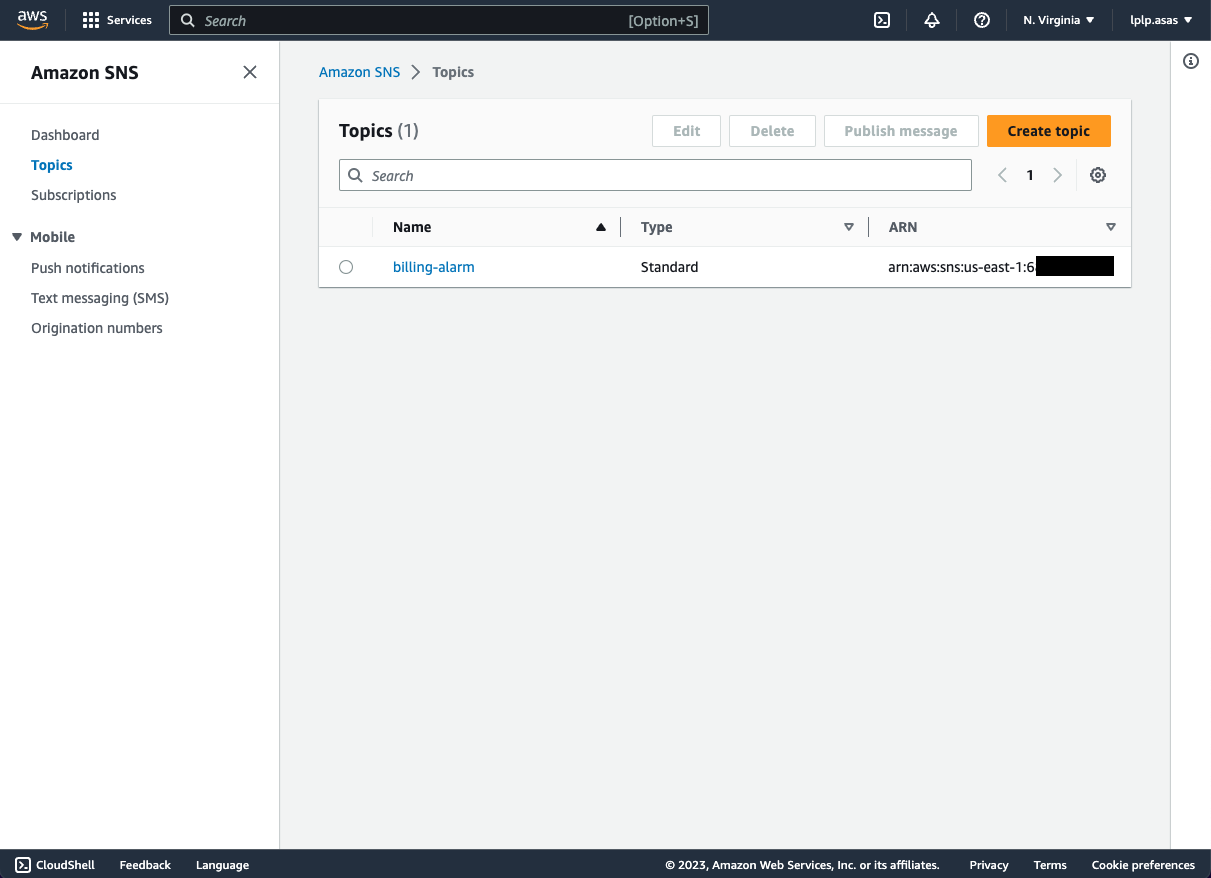 aws Services Search [Option+S] N. Virginia lplp.asas
Amazon SNS
Dashboard
Topics
Subscriptions
Mobile
Push notifications
Text messaging (SMS)
Origination numbers
Amazon SNS Topics
Topics (1) Edit Delete Publish message Create topic
Search 1
Name Type ARN
billing-alarm Standard arn:aws:sns:us-east-1:6
CloudShell Feedback Language © 2023, Amazon Web Services, Inc. or its affiliates. Privacy Terms Cookie preferences